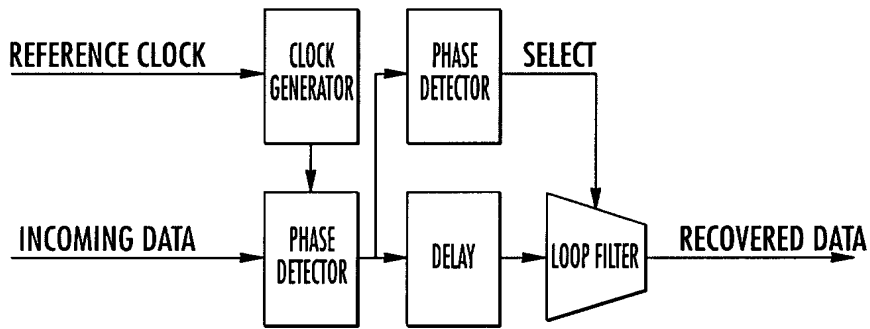 REFERENCE CLOCK
CLOCK
GENERATOR
PHASE
DETECTOR
SELECT
INCOMING DATA
PHASE
DETECTOR
DELAY
LOOP FILTER
RECOVERED DATA